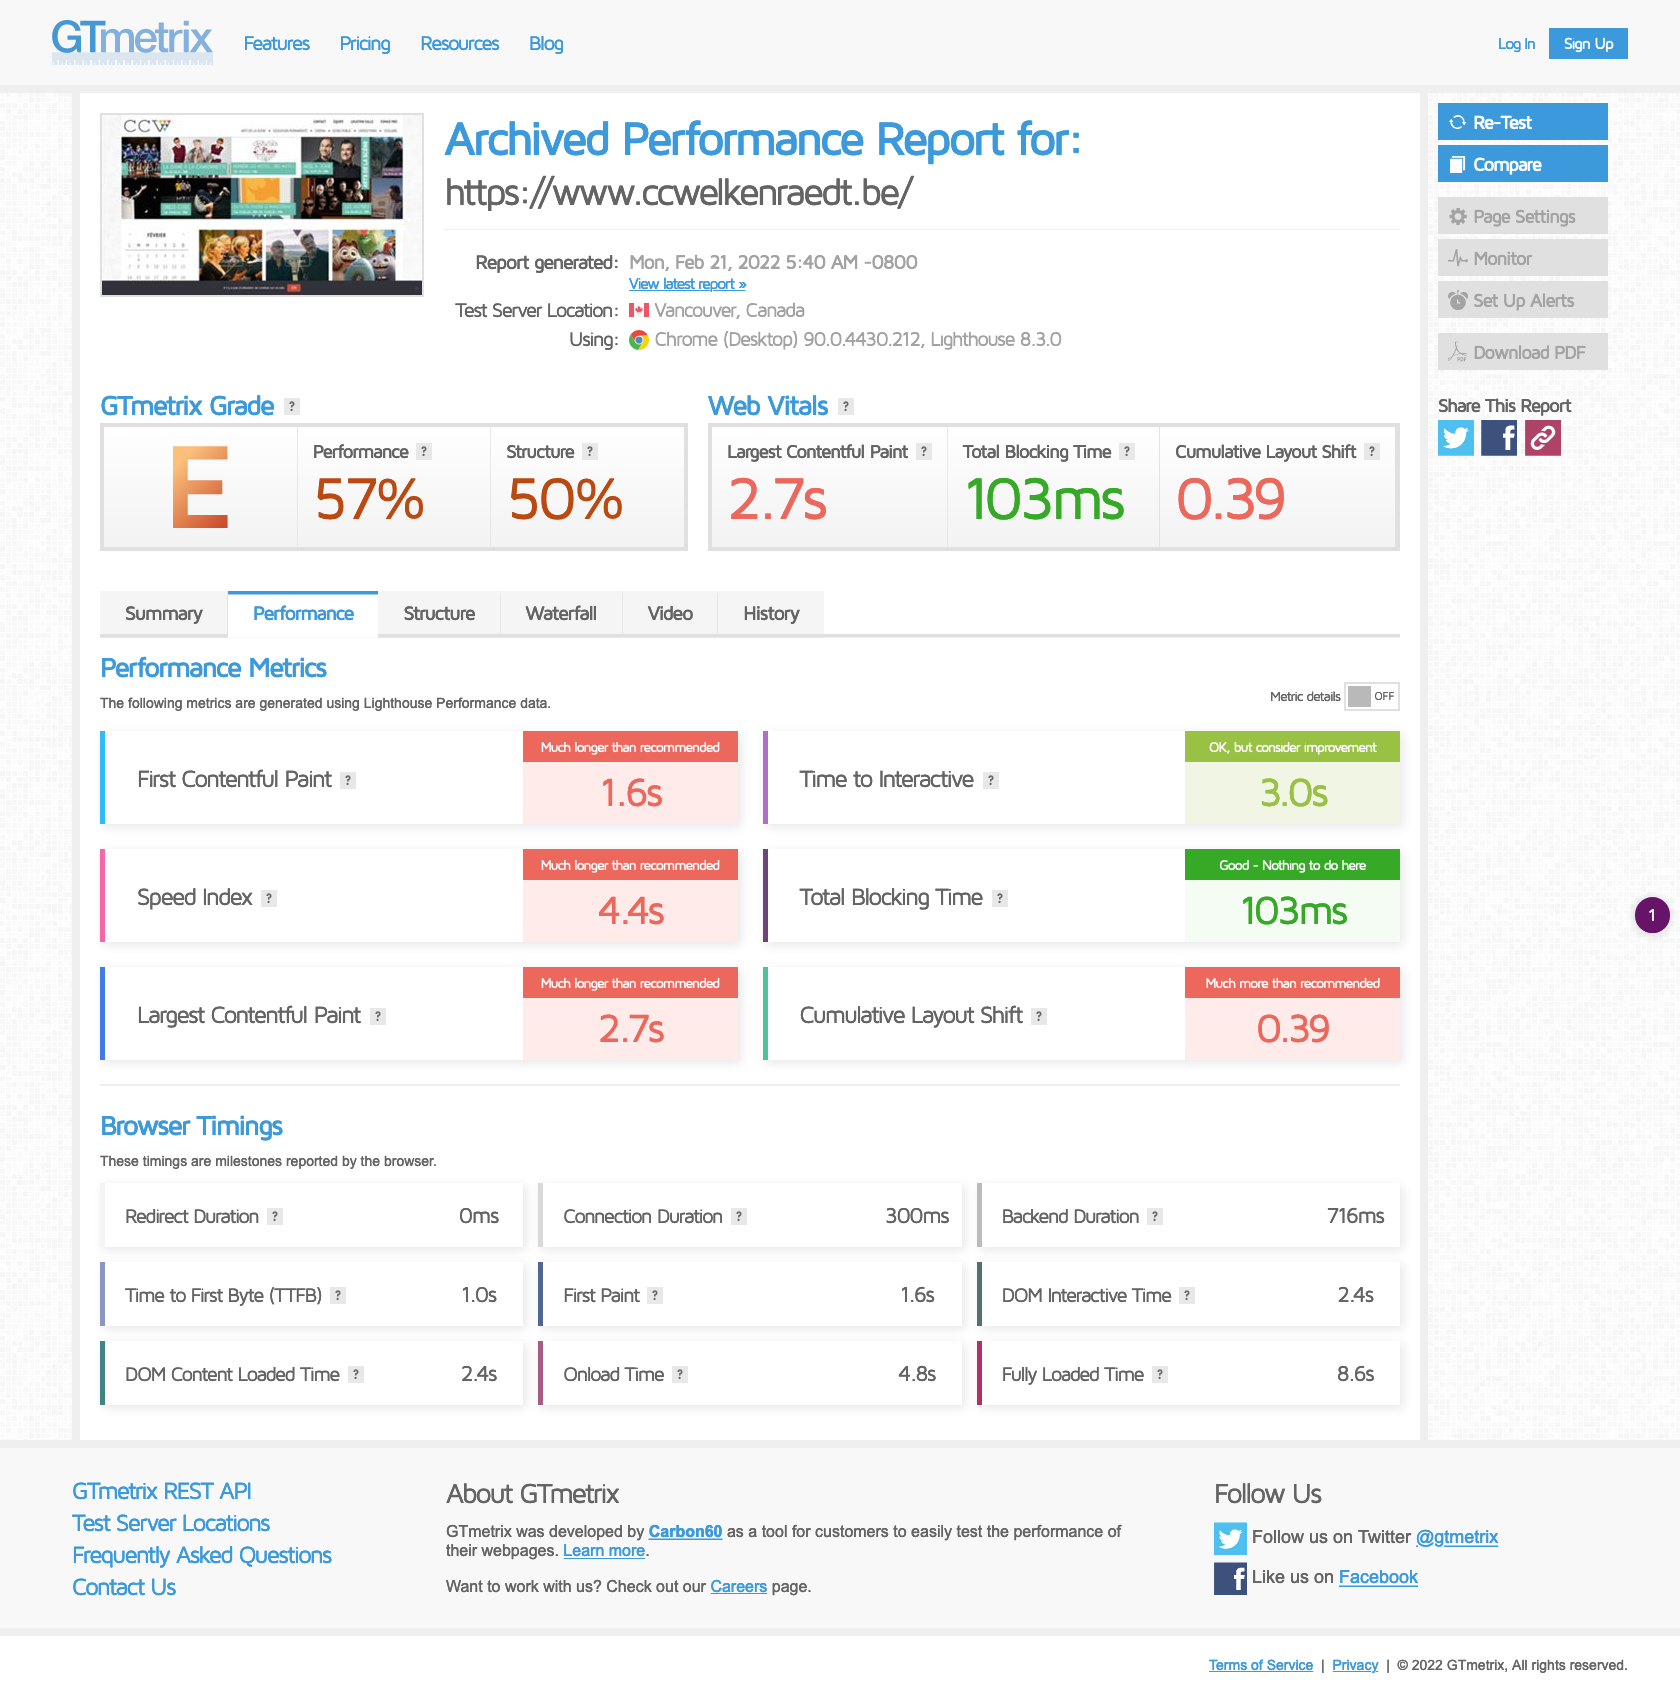 GTmetrix
Features
Pricing
Resources
Blog
Log In
Sign Up
CCW
Archived Performance Report for:
https://www.ccwelkenraedt.be/
Report generated: Mon, Feb 21, 2022 5:40 AM -0800
View latest report »
Test Server Location: Vancouver, Canada
Using: Chrome (Desktop) 90.0.4430.212, Lighthouse 8.3.0
Re-Test
Compare
Page Settings
Monitor
Set Up Alerts
Download PDF
Share This Report
GTmetrix Grade ?
E
Performance ?
57%
Structure ?
50%
Web Vitals ?
Largest Contentful Paint ?
2.7s
Total Blocking Time ?
103ms
Cumulative Layout Shift ?
0.39
Summary
Performance
Structure
Waterfall
Video
History
Performance Metrics
The following metrics are generated using Lighthouse Performance data.
Metric details OFF
First Contentful Paint ?
Much longer than recommended
1.6s
Time to Interactive ?
OK, but consider improvement
3.0s
Speed Index ?
Much longer than recommended
4.4s
Total Blocking Time ?
Good - Nothing to do here
103ms
Largest Contentful Paint ?
Much longer than recommended
2.7s
Cumulative Layout Shift ?
Much more than recommended
0.39
1
Browser Timings
These timings are milestones reported by the browser.
Redirect Duration ? 0ms
Connection Duration ? 300ms
Backend Duration ? 716ms
Time to First Byte (TTFB) ? 1.0s
First Paint ? 1.6s
DOM Interactive Time ? 2.4s
DOM Content Loaded Time ? 2.4s
Onload Time ? 4.8s
Fully Loaded Time ? 8.6s
GTmetrix REST API
Test Server Locations
Frequently Asked Questions
Contact Us
About GTmetrix
GTmetrix was developed by Carbon60 as a tool for customers to easily test the performance of
their webpages. Learn more.
Want to work with us? Check out our Careers page.
Follow Us
Follow us on Twitter @gtmetrix
Like us on Facebook
Terms of Service | Privacy | © 2022 GTmetrix, All rights reserved.